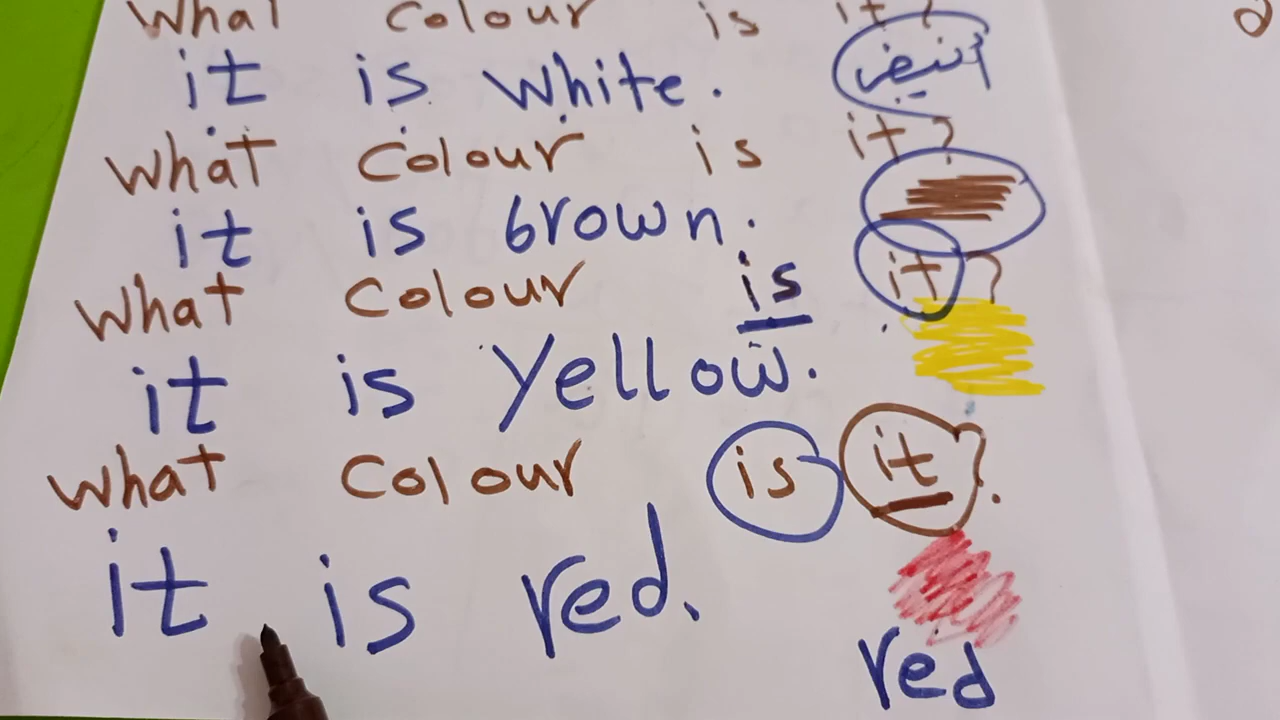 What Colour is it?
it is white. أبيض
What Colour is it?
it is brown.
What Colour is it?
it is Yellow.
What Colour is it?
it is red.
red